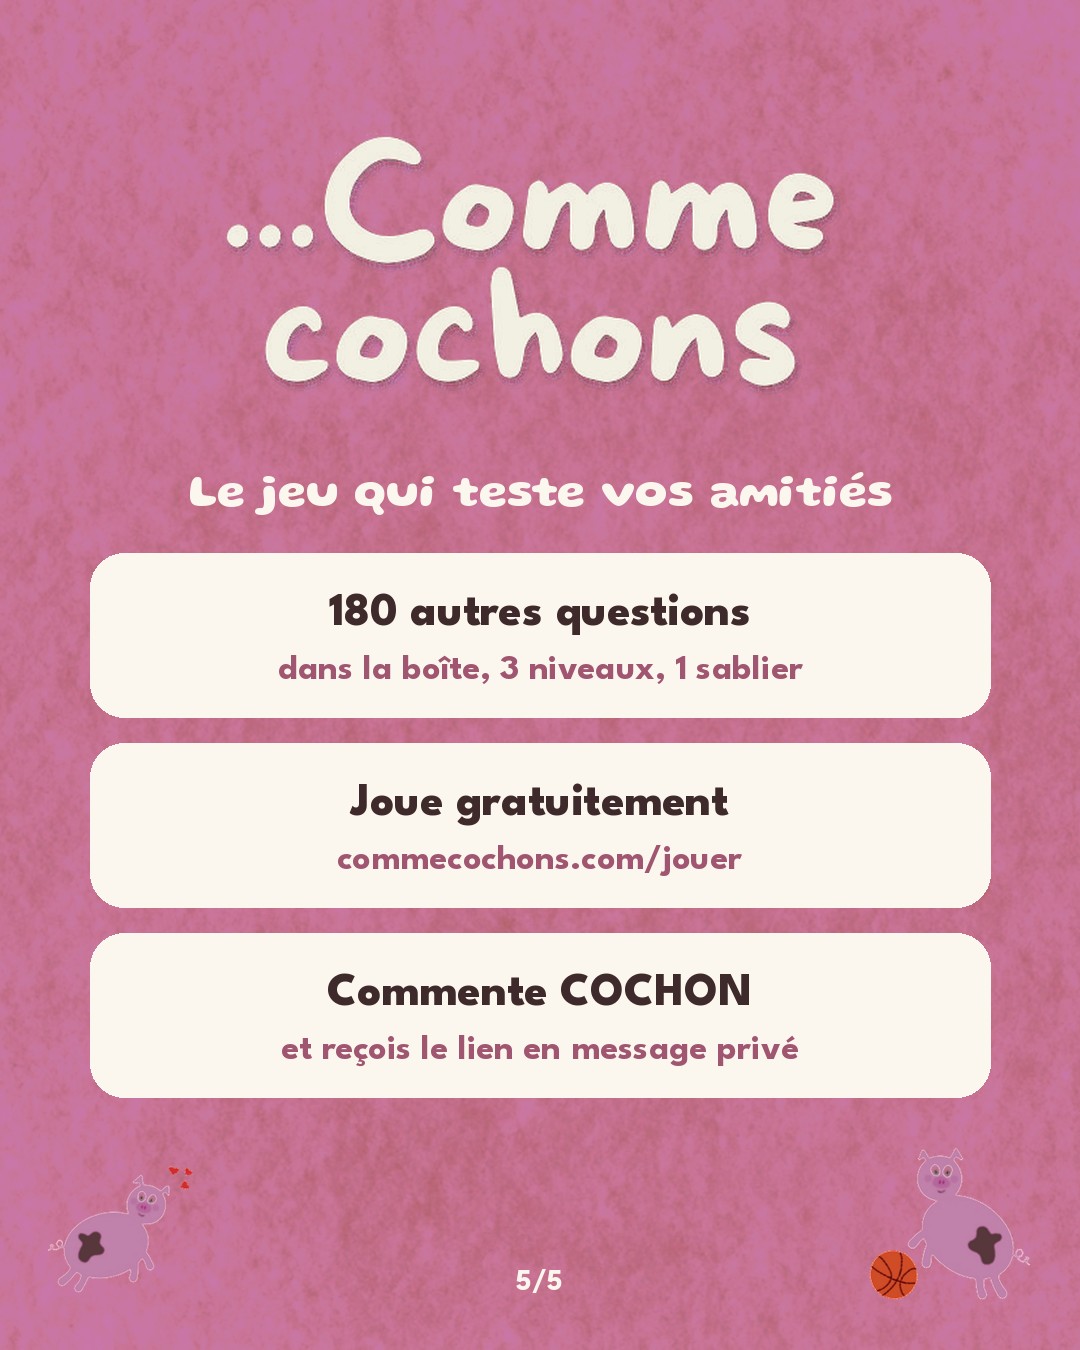 ...Comme
cochons
Le jeu qui teste vos amitiés
180 autres questions
dans la boîte, 3 niveaux, 1 sablier
Joue gratuitement
commecochons.com/jouer
Commente COCHON
et reçois le lien en message privé
5/5